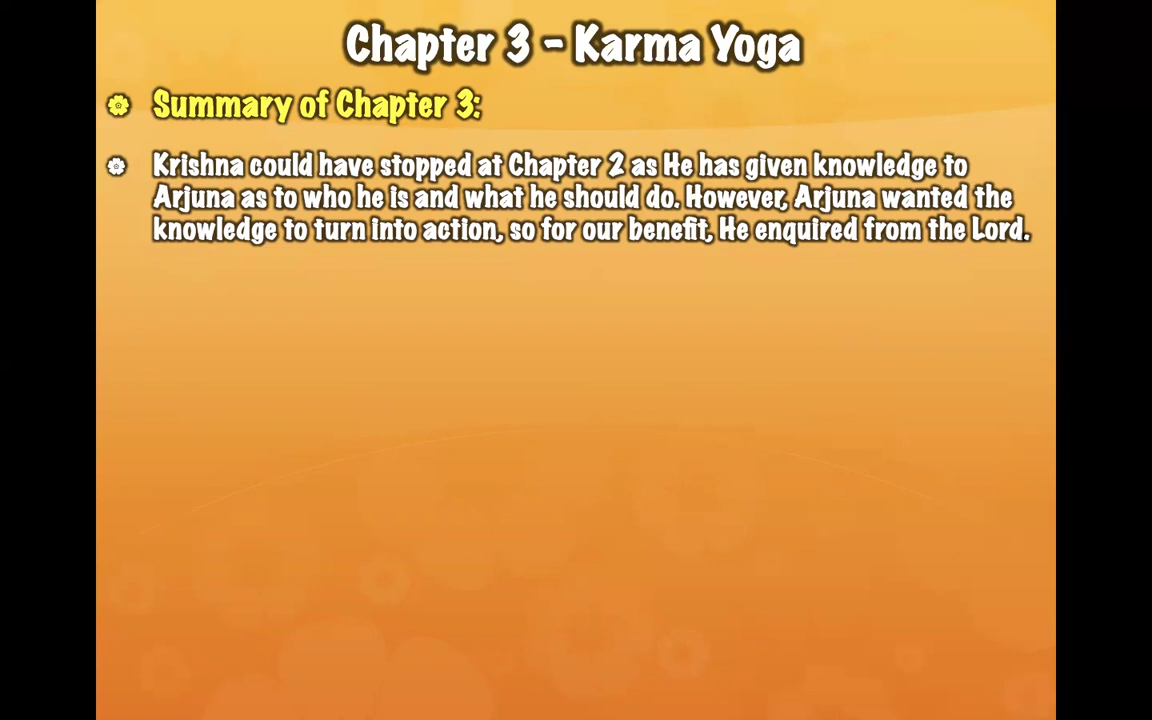 Chapter 3 - Karma Yoga
Summary of Chapter 3:
Krishna could have stopped at Chapter 2 as He has given knowledge to
Arjuna as to who he is and what he should do. However, Arjuna wanted the
knowledge to turn into action, so for our benefit, He enquired from the Lord.